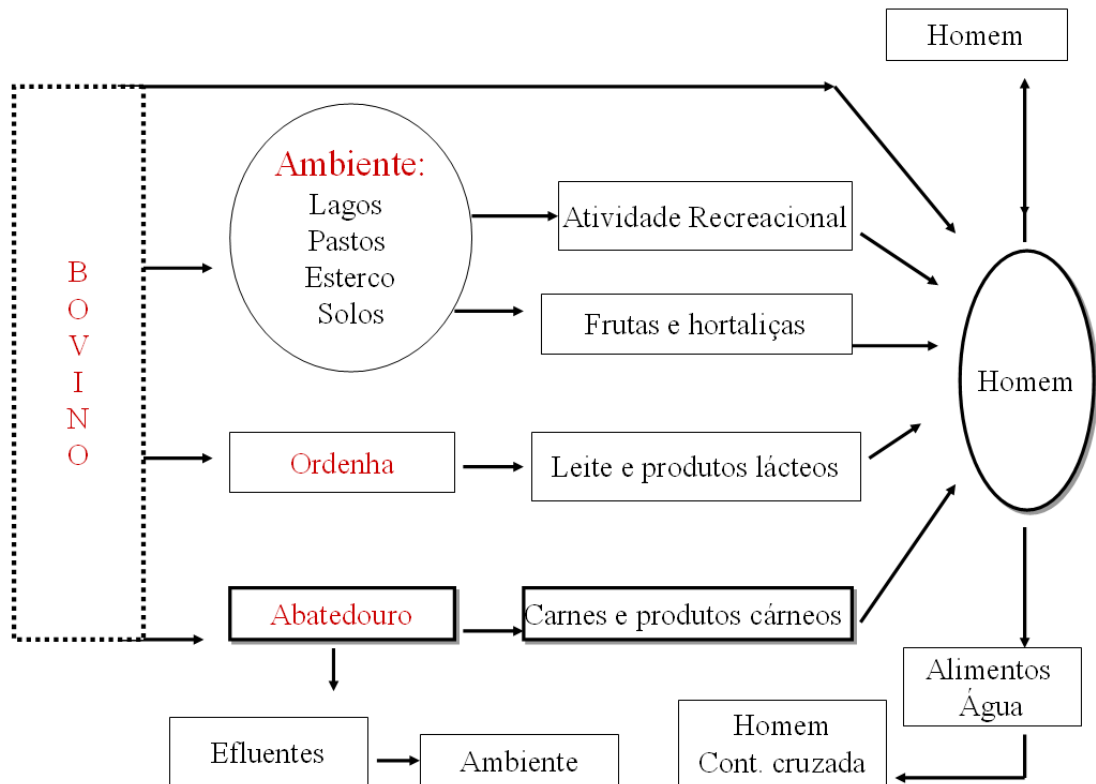 Homem
B
O
V
I
N
O
Ambiente:
Lagos
Pastos
Esterco
Solos
Atividade Recreacional
Frutas e hortaliças
Homem
Ordenha
Leite e produtos lácteos
Abatedouro
Carnes e produtos cárneos
Alimentos
Água
Efluentes
Ambiente
Homem
Cont. cruzada